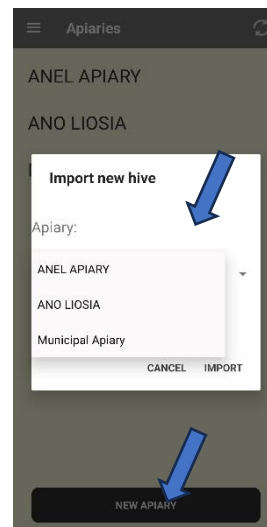 Apiaries
ANEL APIARY
ANO LIOSIA
Import new hive
Apiary:
ANEL APIARY
ANO LIOSIA
Municipal Apiary
CANCEL IMPORT
NEW APIARY